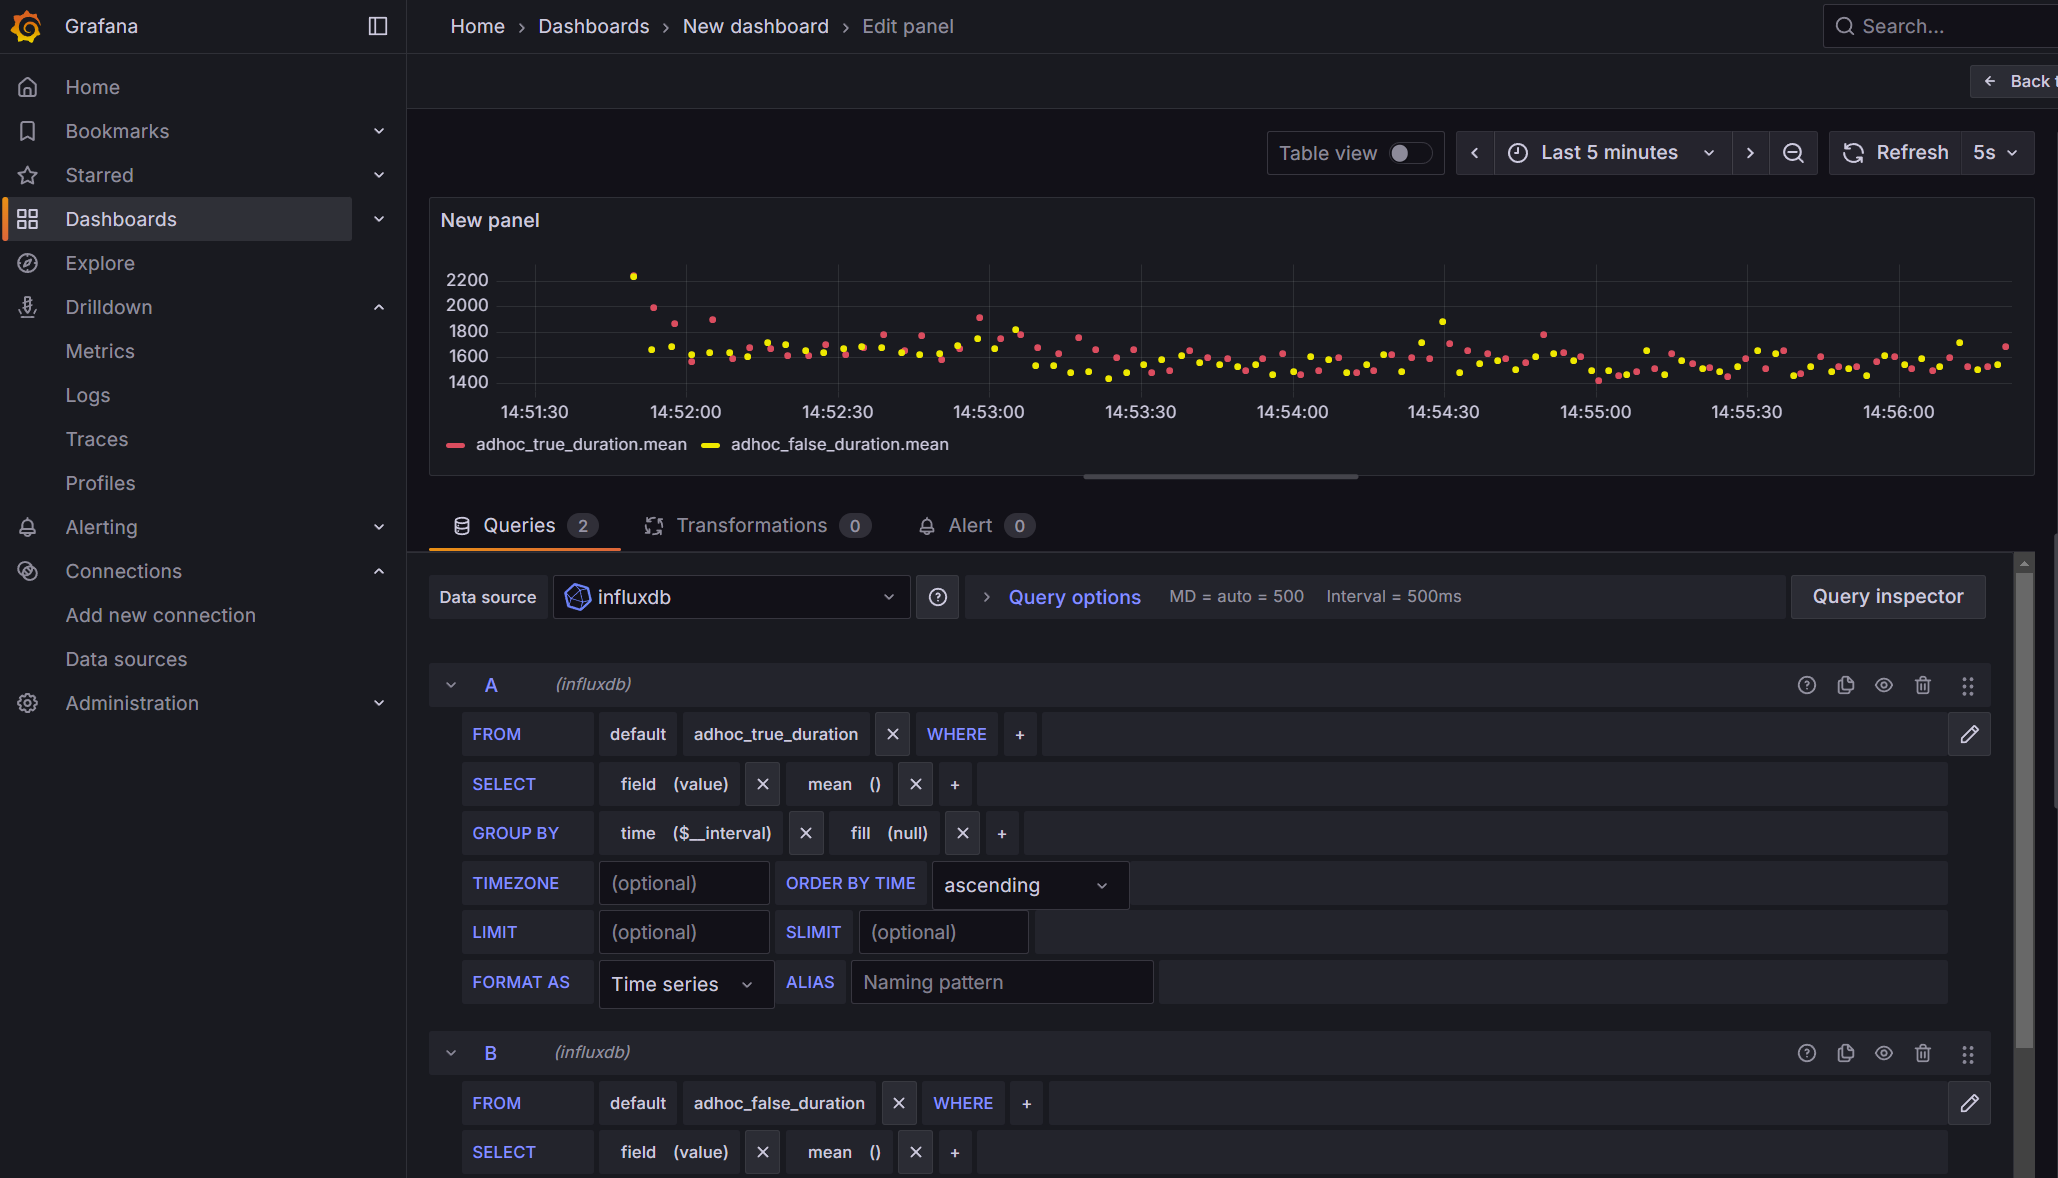 Grafana
Home › Dashboards › New dashboard › Edit panel
Search...
Home
Bookmarks
Starred
Dashboards
Explore
Drilldown
Metrics
Logs
Traces
Profiles
Alerting
Connections
Add new connection
Data sources
Administration
← Back t
Table view
Last 5 minutes
Refresh 5s
New panel
2200
2000
1800
1600
1400
14:51:30 14:52:00 14:52:30 14:53:00 14:53:30 14:54:00 14:54:30 14:55:00 14:55:30 14:56:00
adhoc_true_duration.mean adhoc_false_duration.mean
Queries 2 Transformations 0 Alert 0
Data source influxdb Query options MD = auto = 500 Interval = 500ms Query inspector
A (influxdb)
FROM default adhoc_true_duration WHERE +
SELECT field (value) mean () +
GROUP BY time ($__interval) fill (null) +
TIMEZONE (optional) ORDER BY TIME ascending
LIMIT (optional) SLIMIT (optional)
FORMAT AS Time series ALIAS Naming pattern
B (influxdb)
FROM default adhoc_false_duration WHERE +
SELECT field (value) mean () +